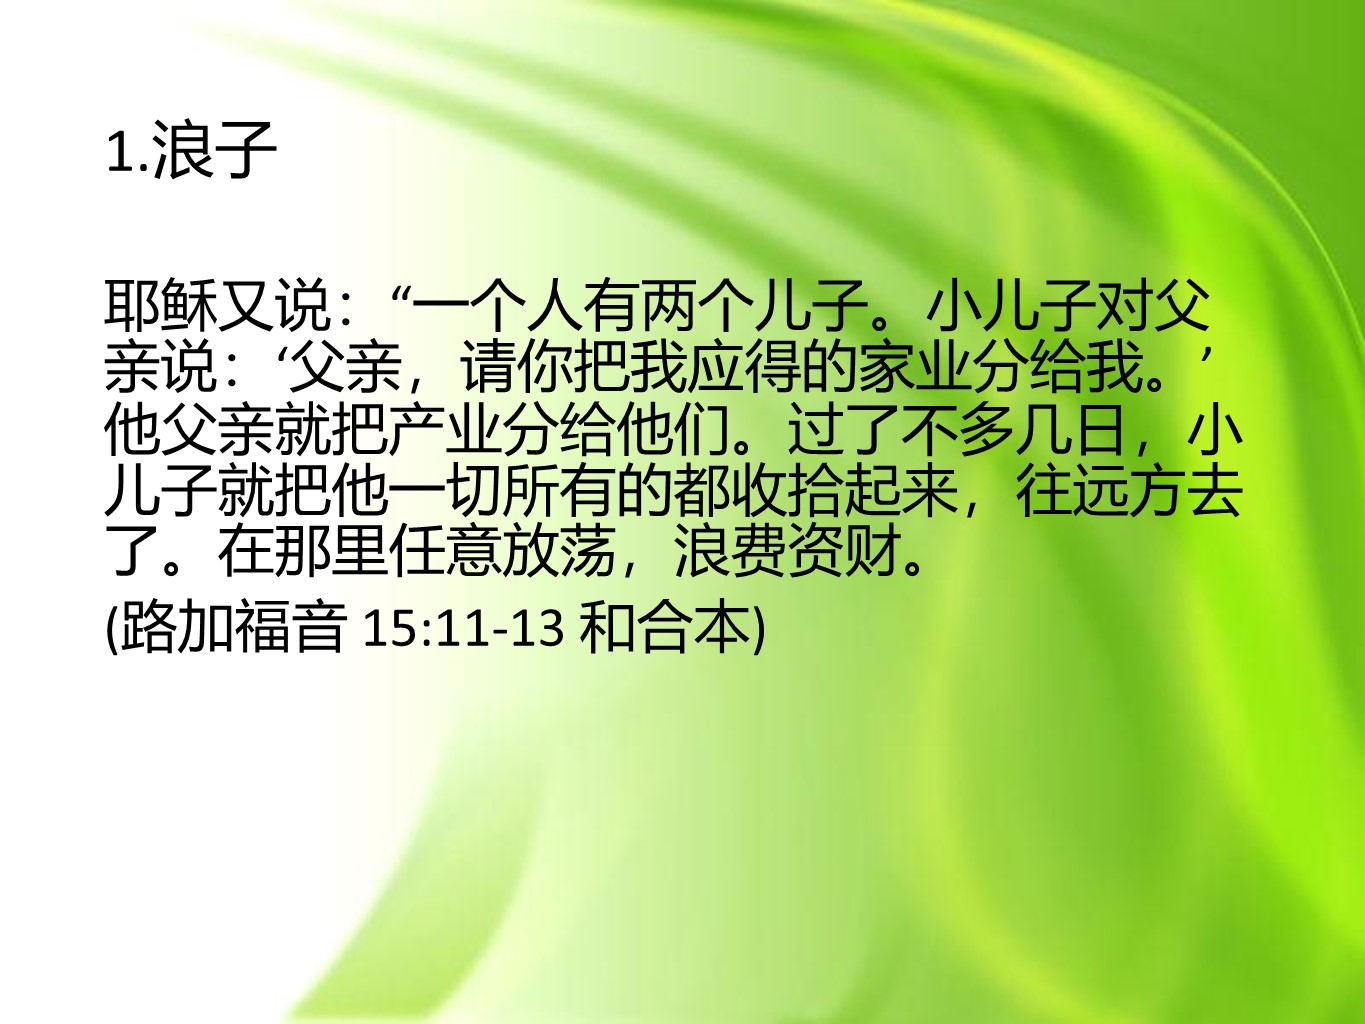 1.浪子
耶稣又说：“一个人有两个儿子。小儿子对父
亲说：‘父亲，请你把我应得的家业分给我。’
他父亲就把产业分给他们。过了不多几日，小
儿子就把他一切所有的都收拾起来，往远方去
了。在那里任意放荡，浪费资财。
(路加福音 15:11-13 和合本)